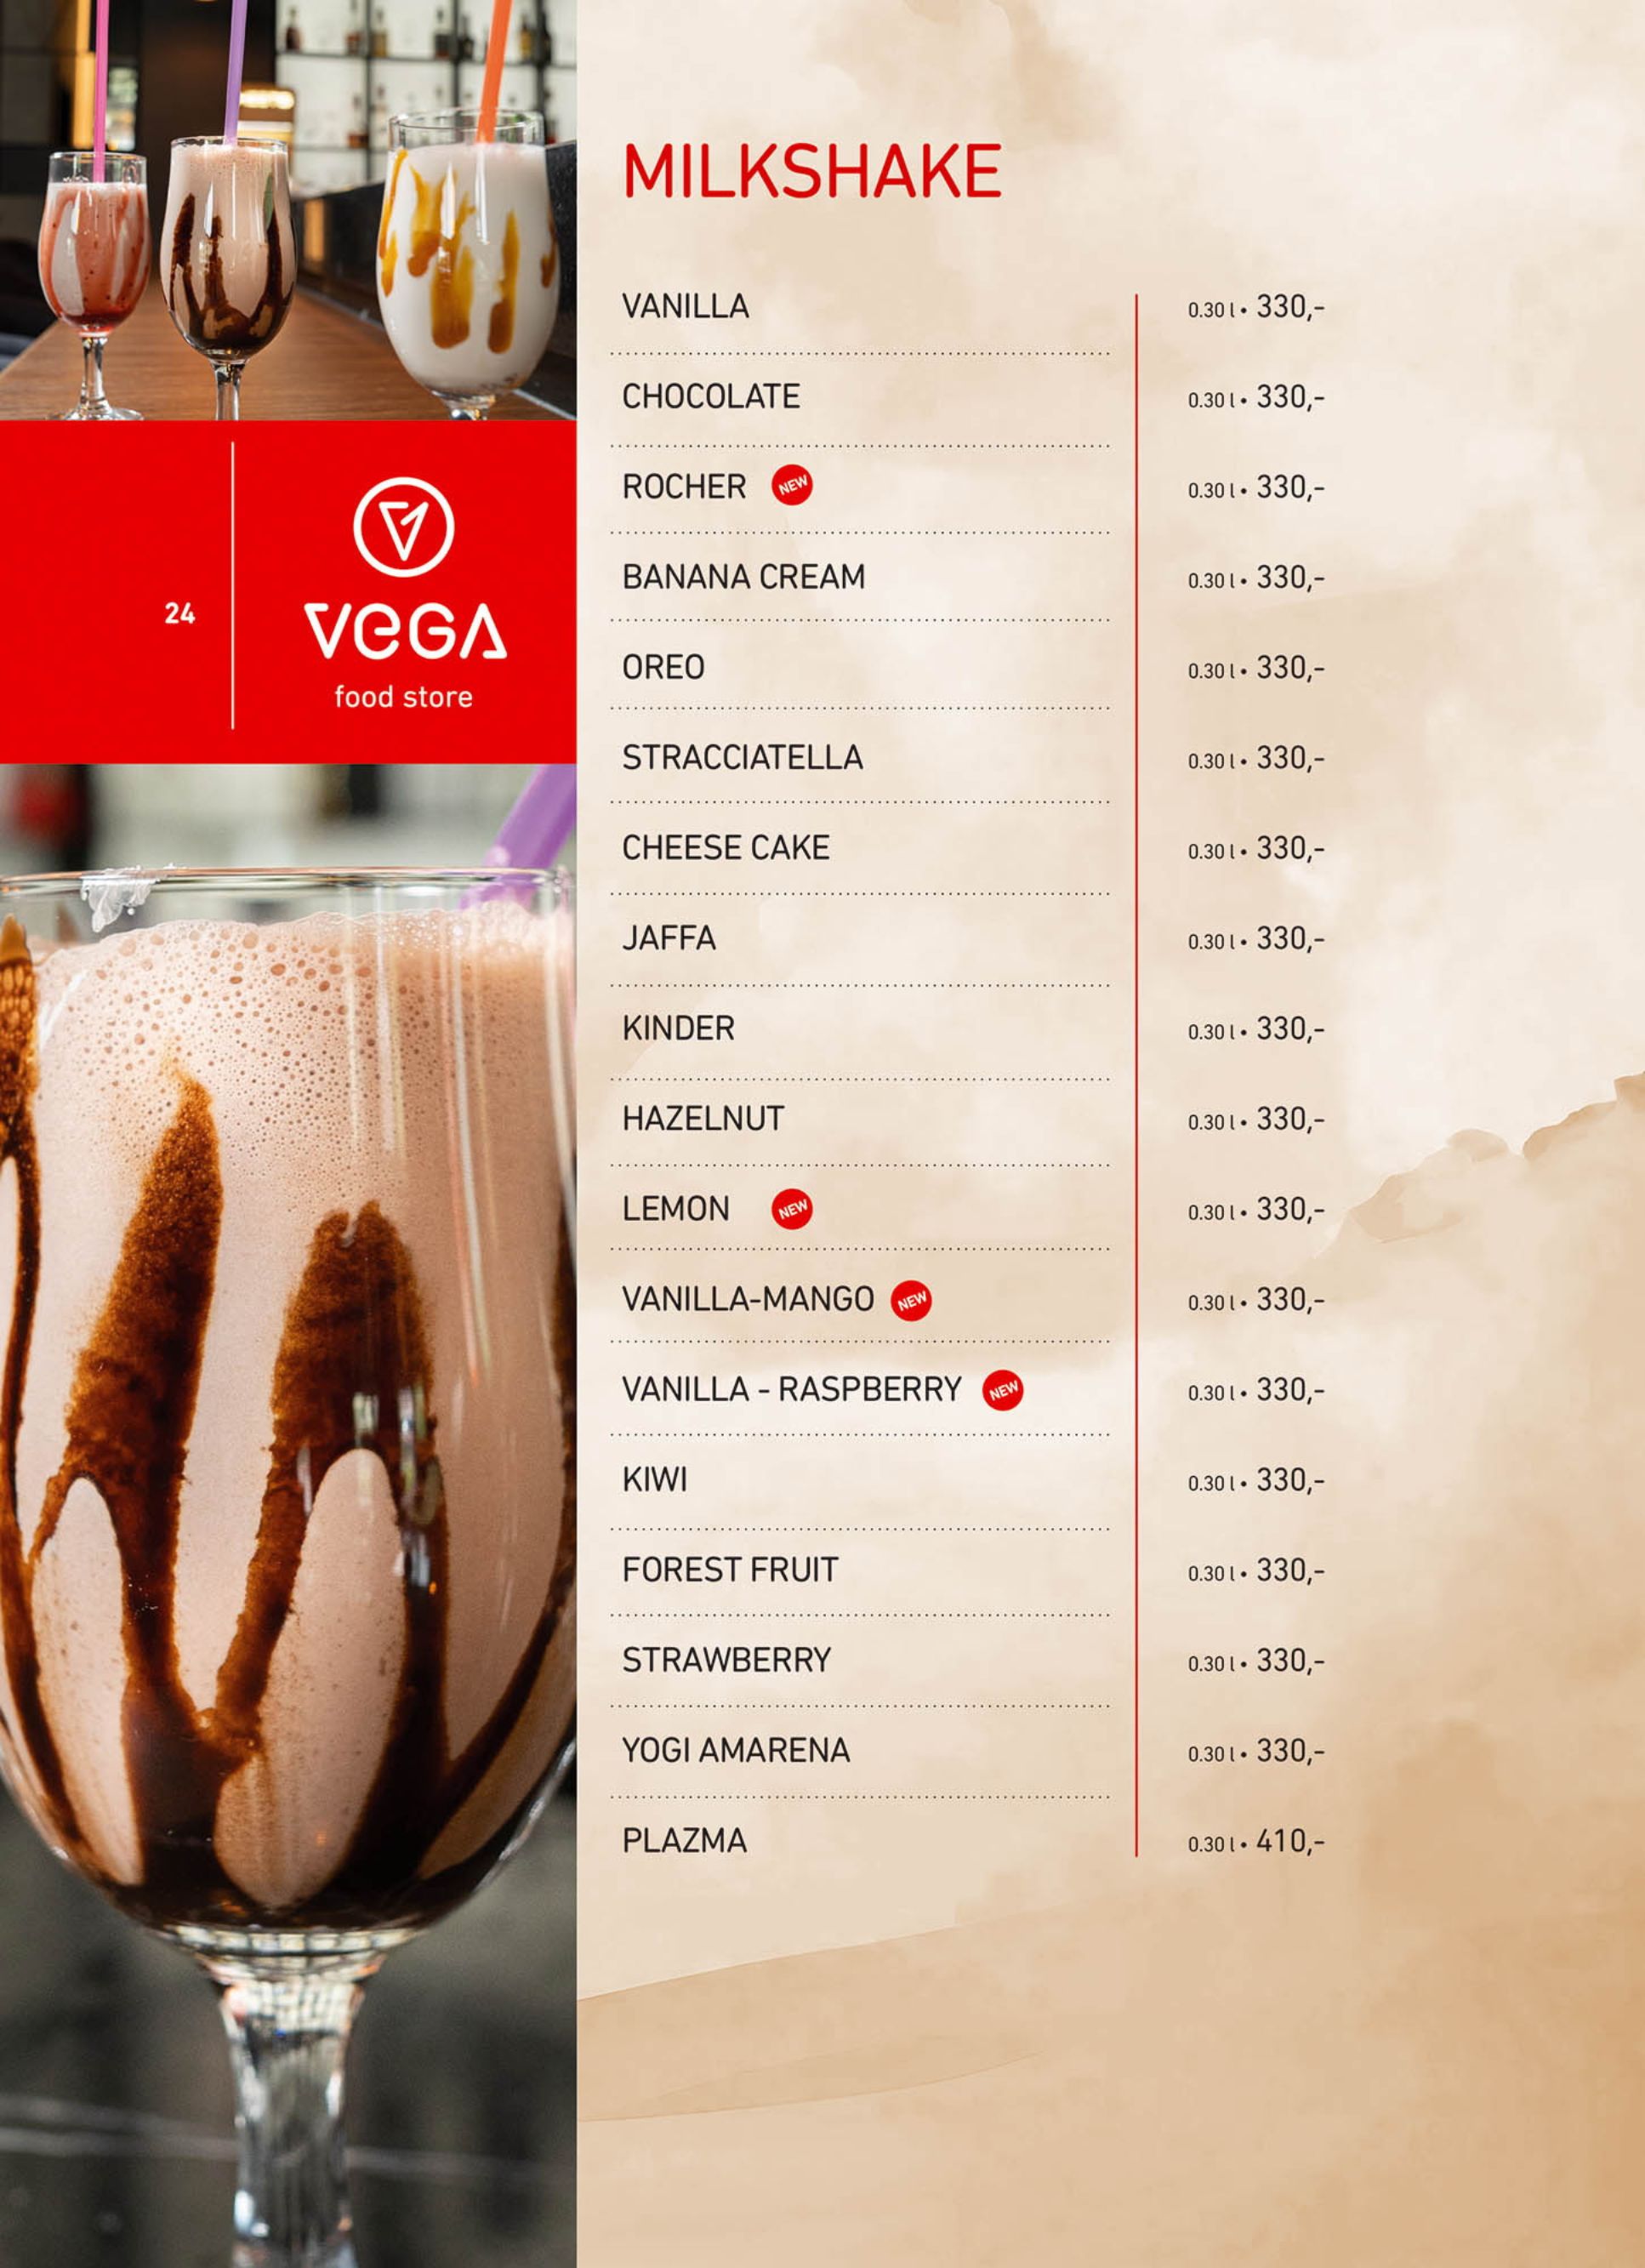 MILKSHAKE
VANILLA 0.30 l • 330,-
CHOCOLATE 0.30 l • 330,-
ROCHER NEW 0.30 l • 330,-
BANANA CREAM 0.30 l • 330,-
OREO 0.30 l • 330,-
STRACCIATELLA 0.30 l • 330,-
CHEESE CAKE 0.30 l • 330,-
JAFFA 0.30 l • 330,-
KINDER 0.30 l • 330,-
HAZELNUT 0.30 l • 330,-
LEMON NEW 0.30 l • 330,-
VANILLA-MANGO NEW 0.30 l • 330,-
VANILLA - RASPBERRY NEW 0.30 l • 330,-
KIWI 0.30 l • 330,-
FOREST FRUIT 0.30 l • 330,-
STRAWBERRY 0.30 l • 330,-
YOGI AMARENA 0.30 l • 330,-
PLAZMA 0.30 l • 410,-
24
VeGA
food store